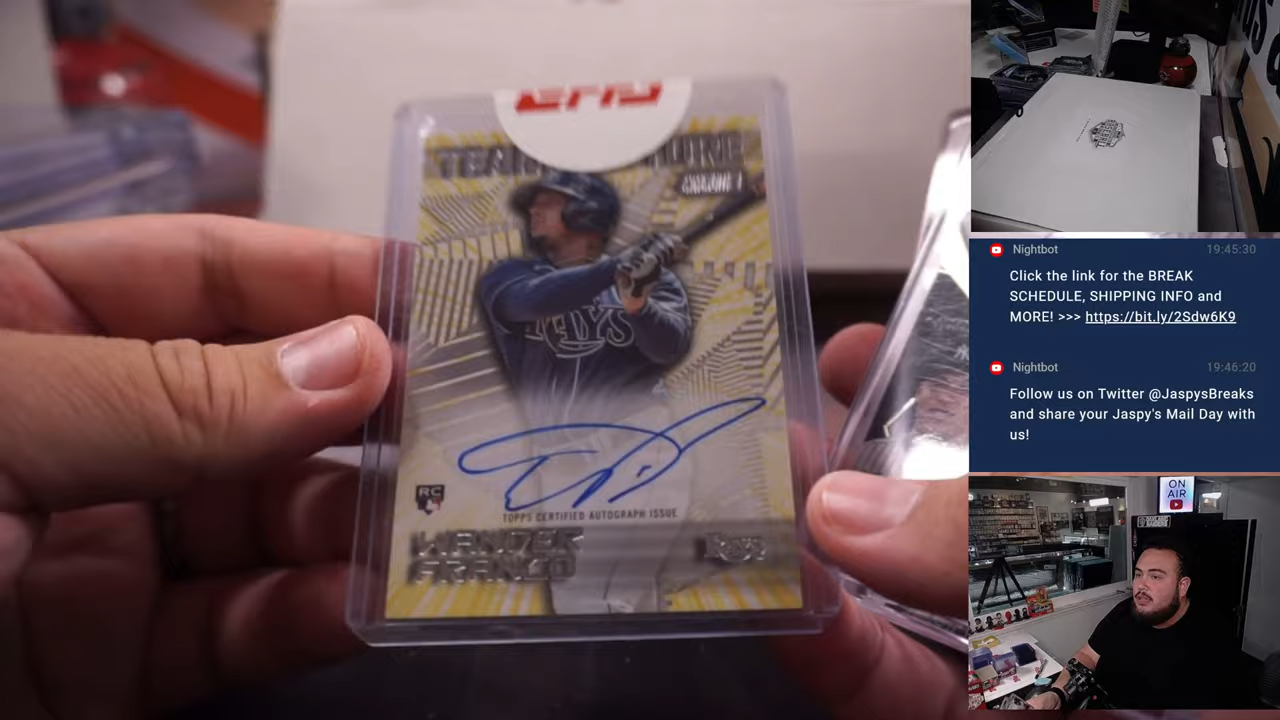 RAYS
RC
TOPPS CERTIFIED AUTOGRAPH ISSUE
WANDER
FRANCO
Nightbot 19:45:30
Click the link for the BREAK
SCHEDULE, SHIPPING INFO and
MORE! >>> https://bit.ly/2Sdw6K9
Nightbot 19:46:20
Follow us on Twitter @JaspysBreaks
and share your Jaspy's Mail Day with
us!
ON
AIR